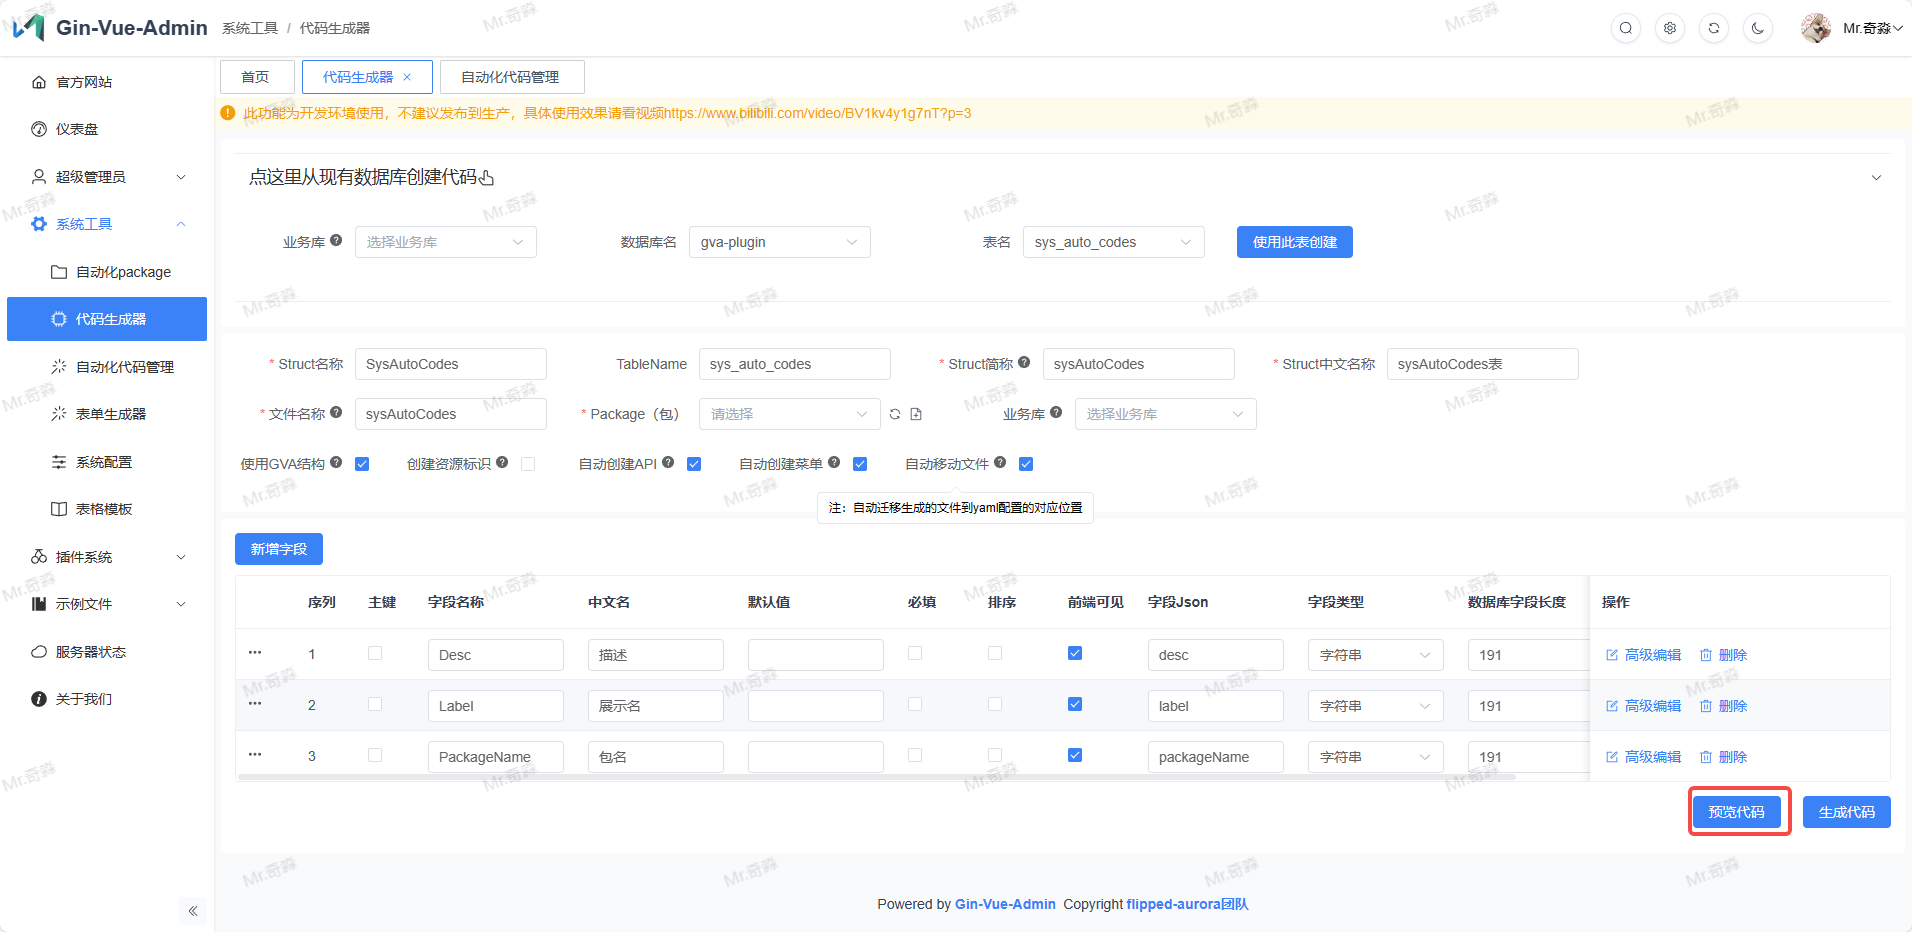 Gin-Vue-Admin 系统工具 / 代码生成器 Mr.奇淼
官方网站
仪表盘
超级管理员
系统工具
自动化package
代码生成器
自动化代码管理
表单生成器
系统配置
表格模板
插件系统
示例文件
服务器状态
关于我们
首页 代码生成器 × 自动化代码管理
此功能为开发环境使用，不建议发布到生产，具体使用效果请看视频https://www.bilibili.com/video/BV1kv4y1g7nT?p=3
点这里从现有数据库创建代码
业务库 选择业务库 数据库名 gva-plugin 表名 sys_auto_codes 使用此表创建
* Struct名称 SysAutoCodes TableName sys_auto_codes * Struct简称 sysAutoCodes * Struct中文名称 sysAutoCodes表
* 文件名称 sysAutoCodes * Package（包） 请选择 业务库 选择业务库
使用GVA结构 创建资源标识 自动创建API 自动创建菜单 自动移动文件
注：自动迁移生成的文件到yaml配置的对应位置
新增字段
序列 主键 字段名称 中文名 默认值 必填 排序 前端可见 字段Json 字段类型 数据库字段长度 操作
1 Desc 描述 desc 字符串 191 高级编辑 删除
2 Label 展示名 label 字符串 191 高级编辑 删除
3 PackageName 包名 packageName 字符串 191 高级编辑 删除
预览代码 生成代码
Powered by Gin-Vue-Admin Copyright flipped-aurora团队